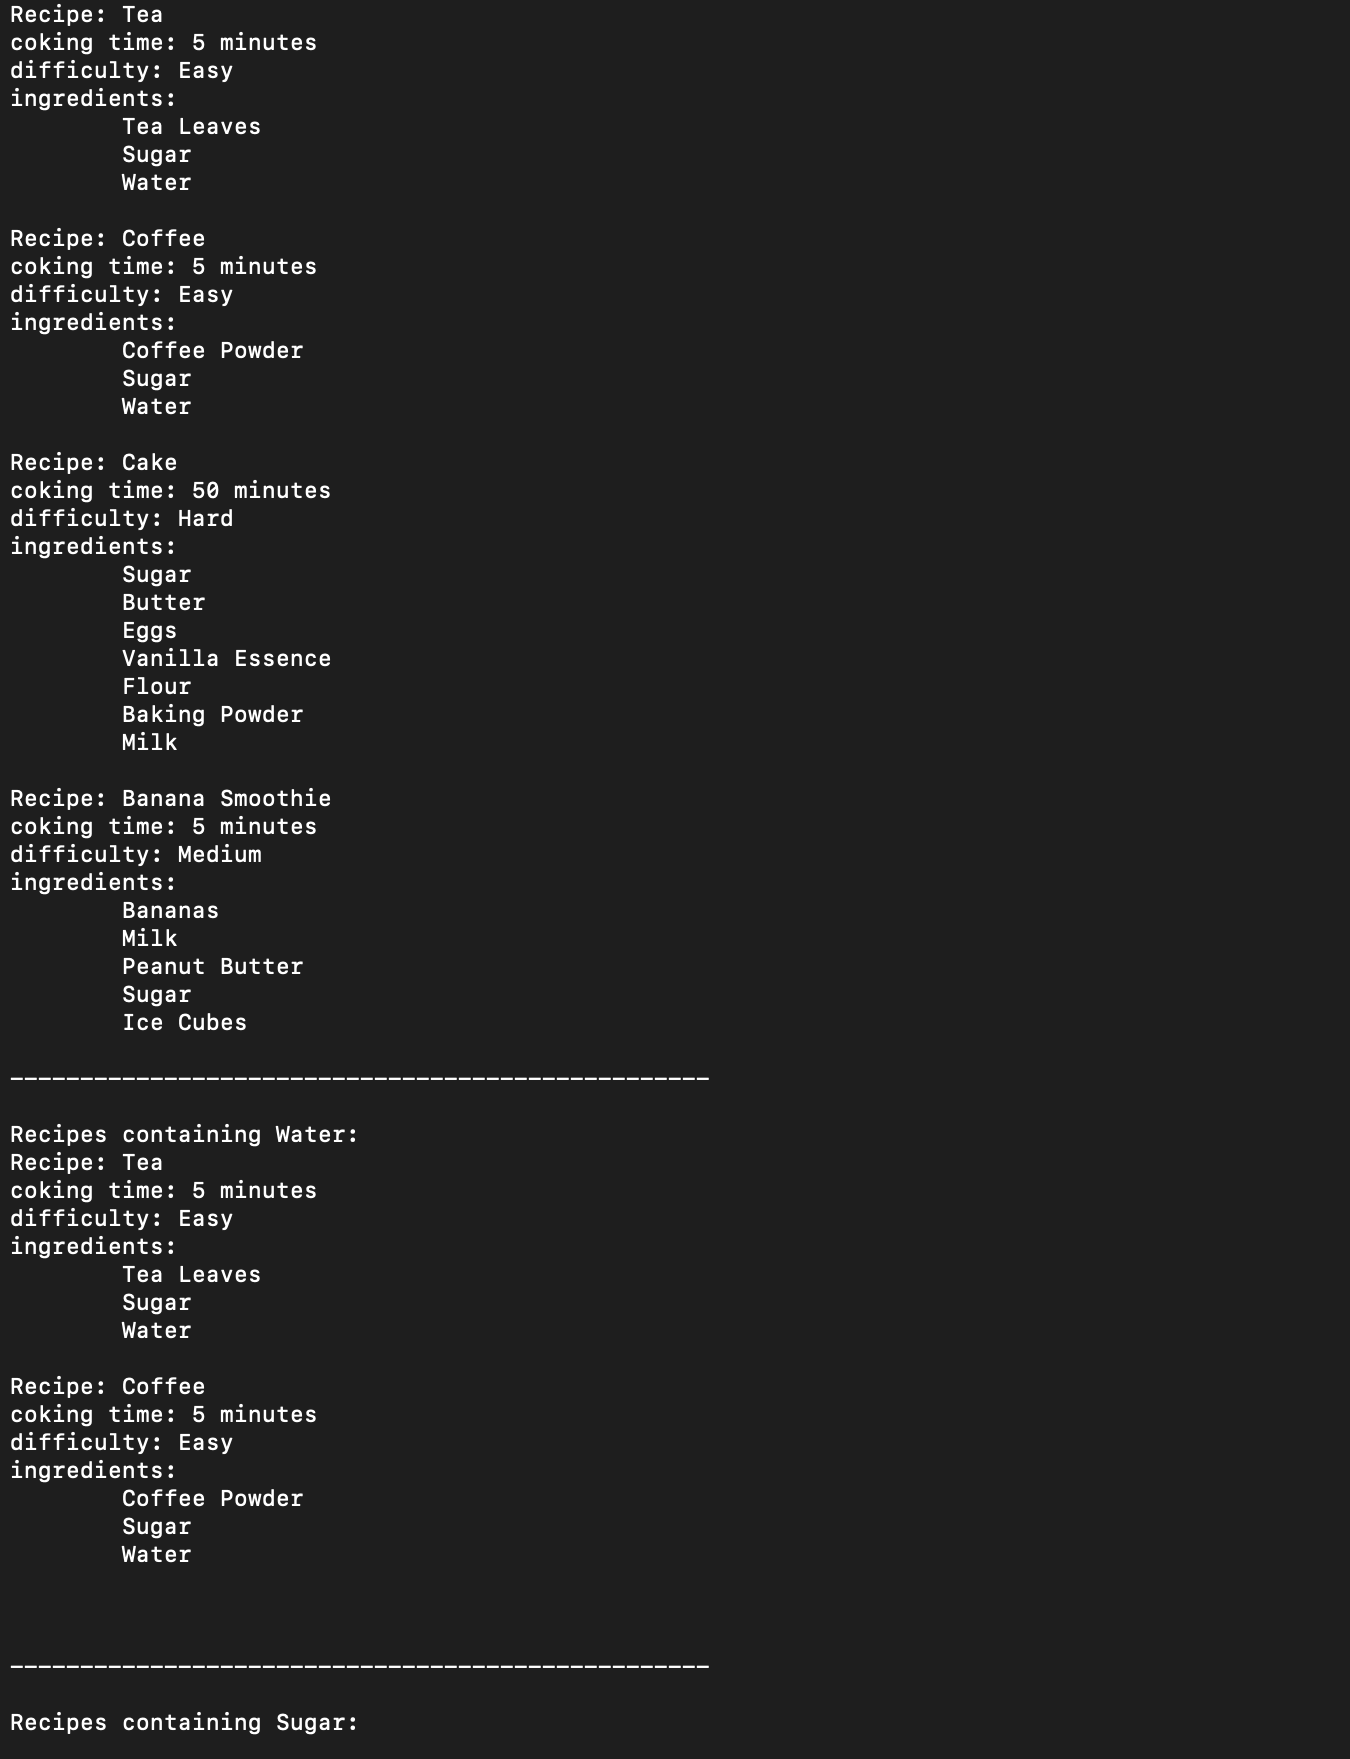 Recipe: Tea
coking time: 5 minutes
difficulty: Easy
ingredients:
        Tea Leaves
        Sugar
        Water

Recipe: Coffee
coking time: 5 minutes
difficulty: Easy
ingredients:
        Coffee Powder
        Sugar
        Water

Recipe: Cake
coking time: 50 minutes
difficulty: Hard
ingredients:
        Sugar
        Butter
        Eggs
        Vanilla Essence
        Flour
        Baking Powder
        Milk

Recipe: Banana Smoothie
coking time: 5 minutes
difficulty: Medium
ingredients:
        Bananas
        Milk
        Peanut Butter
        Sugar
        Ice Cubes

__________________________________________________

Recipes containing Water:
Recipe: Tea
coking time: 5 minutes
difficulty: Easy
ingredients:
        Tea Leaves
        Sugar
        Water

Recipe: Coffee
coking time: 5 minutes
difficulty: Easy
ingredients:
        Coffee Powder
        Sugar
        Water

__________________________________________________

Recipes containing Sugar: